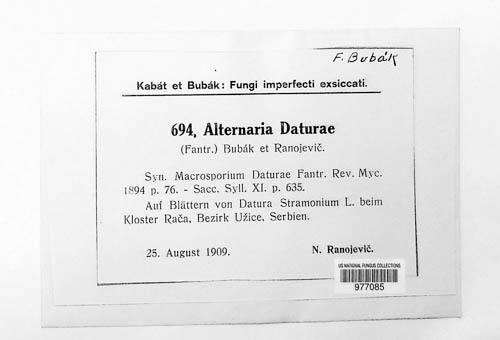 F. Bubák
Kabát et Bubák: Fungi imperfecti exsiccati.
694. Alternaria Daturae
(Fantr.) Bubák et Ranojevič.
Syn. Macrosporium Daturae Fantr. Rev. Myc.
1894 p. 76. - Sacc. Syll. XI. p. 635.
Auf Blättern von Datura Stramonium L. beim
Kloster Rača, Bezirk Užice, Serbien.
25. August 1909. N. Ranojevič.
US NATIONAL FUNGUS COLLECTIONS
977085